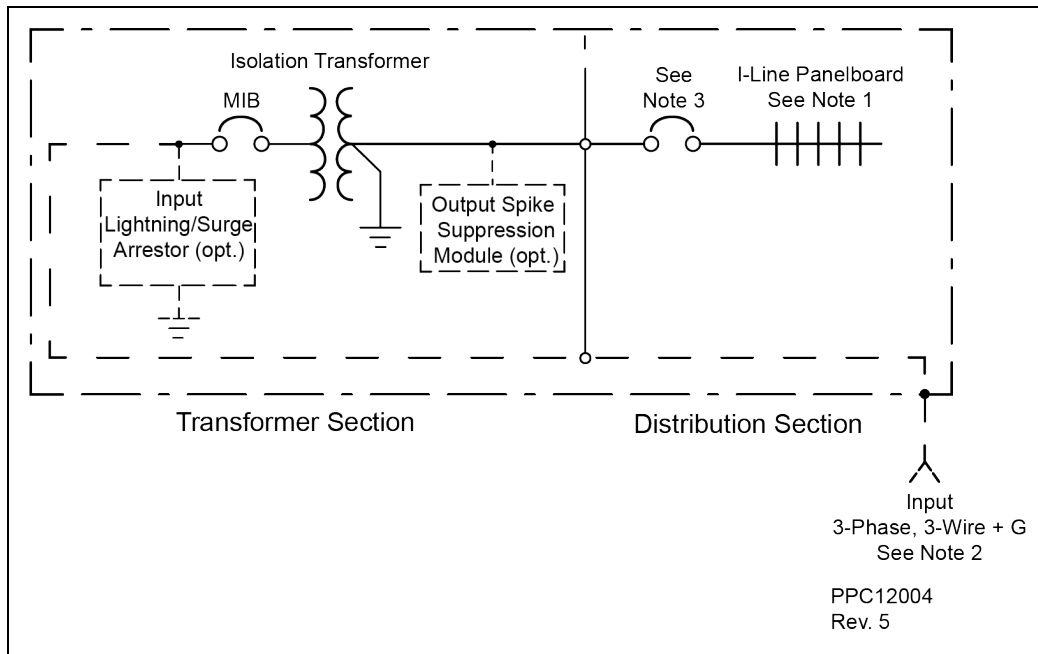 Isolation Transformer
MIB
See
Note 3
I-Line Panelboard
See Note 1
Input
Lightning/Surge
Arrestor (opt.)
Output Spike
Suppression
Module (opt.)
Transformer Section
Distribution Section
Input
3-Phase, 3-Wire + G
See Note 2
PPC12004
Rev. 5